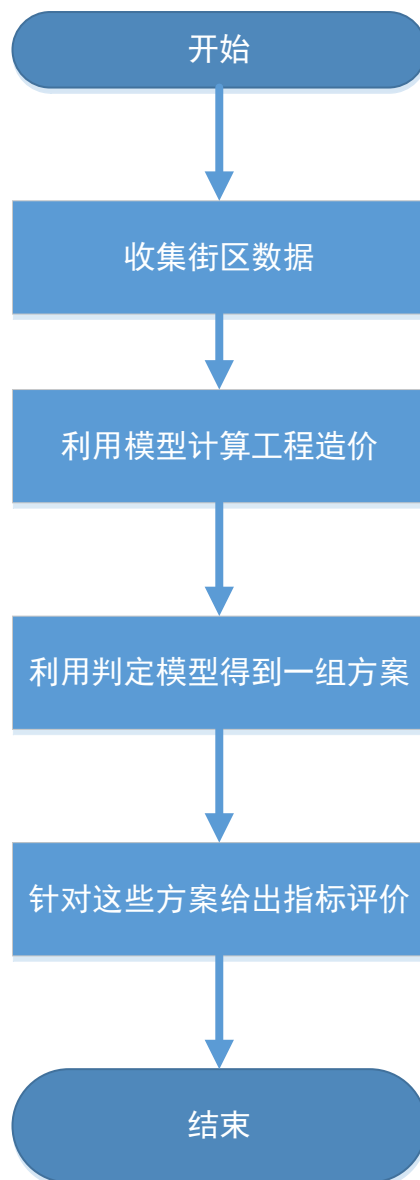 开始
收集街区数据
利用模型计算工程造价
利用判定模型得到一组方案
针对这些方案给出指标评价
结束